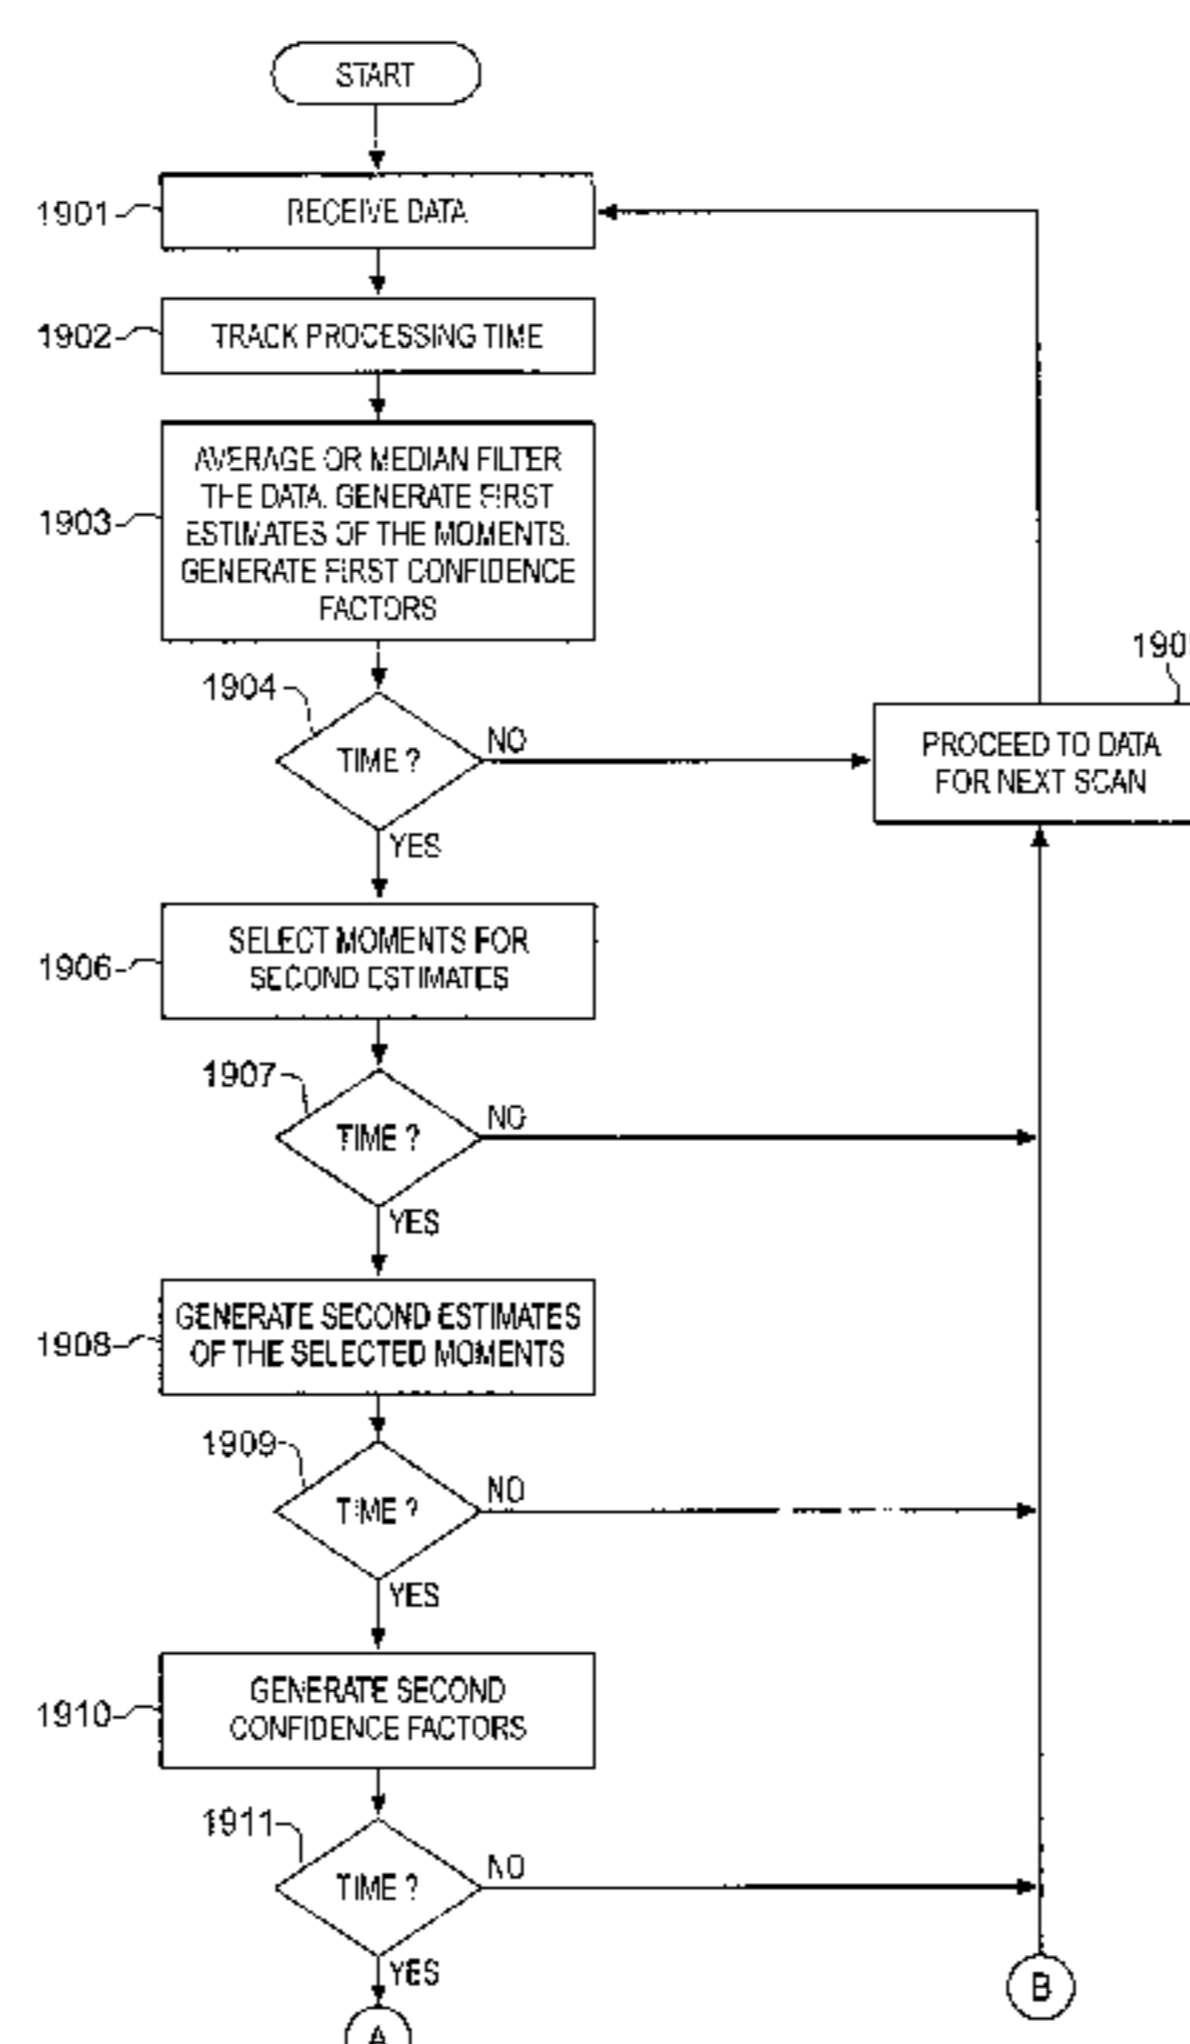 START
1901
RECEIVE DATA
1902
TRACK PROCESSING TIME
1903
AVERAGE OR MEDIAN FILTER
THE DATA. GENERATE FIRST
ESTIMATES OF THE MOMENTS.
GENERATE FIRST CONFIDENCE
FACTORS
1904
TIME ?
NO
YES
PROCEED TO DATA
FOR NEXT SCAN
1906
SELECT MOMENTS FOR
SECOND ESTIMATES
1907
TIME ?
NO
YES
1908
GENERATE SECOND ESTIMATES
OF THE SELECTED MOMENTS
1909
TIME ?
NO
YES
1910
GENERATE SECOND
CONFIDENCE FACTORS
1911
TIME ?
NO
YES
A
B